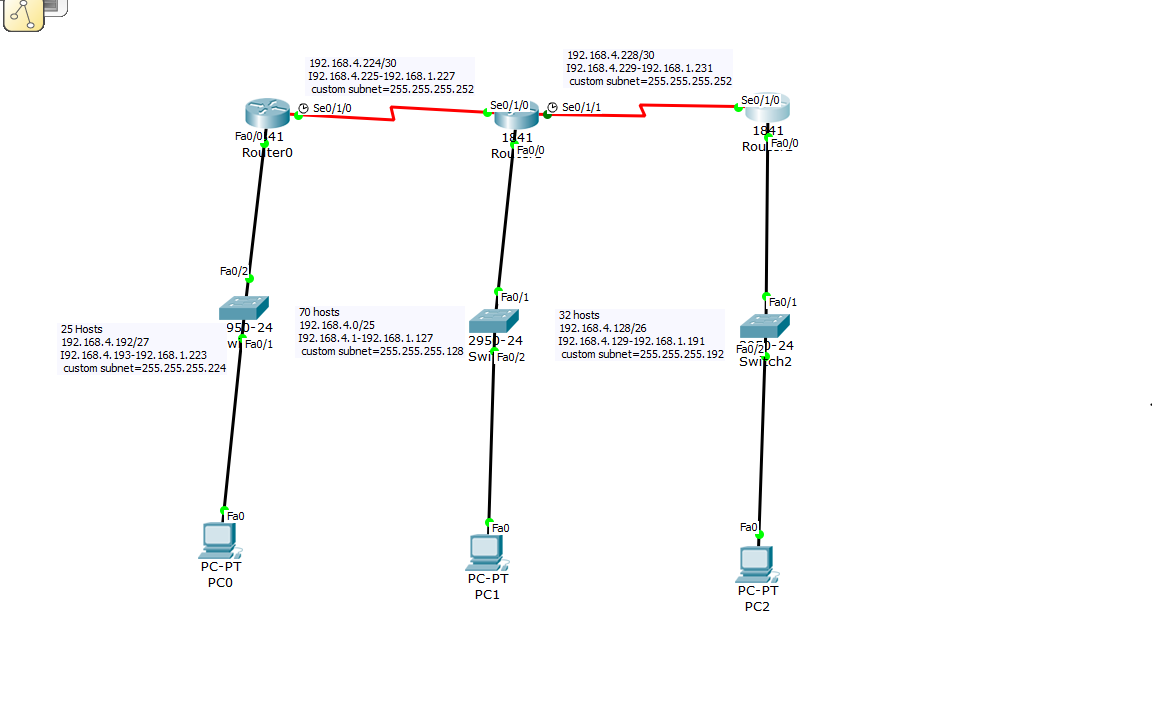 192.168.4.224/30
I92.168.4.225-192.168.1.227
custom subnet=255.255.255.252
192.168.4.228/30
I92.168.4.229-192.168.1.231
custom subnet=255.255.255.252
Se0/1/0
Se0/1/0
Se0/1/1
Se0/1/0
Fa0/0
41
Router0
1841
Fa0/0
1841
Fa0/0
Fa0/2
Fa0/1
Fa0/1
25 Hosts
192.168.4.192/27
I92.168.4.193-192.168.1.223
custom subnet=255.255.255.224
950-24
Fa0/1
70 hosts
192.168.4.0/25
I92.168.4.1-192.168.1.127
custom subnet=255.255.255.128
2950-24
Fa0/2
32 hosts
192.168.4.128/26
I92.168.4.129-192.168.1.191
custom subnet=255.255.255.192
Fa0/2
-24
Switch2
Fa0
PC-PT
PC0
Fa0
PC-PT
PC1
Fa0
PC-PT
PC2